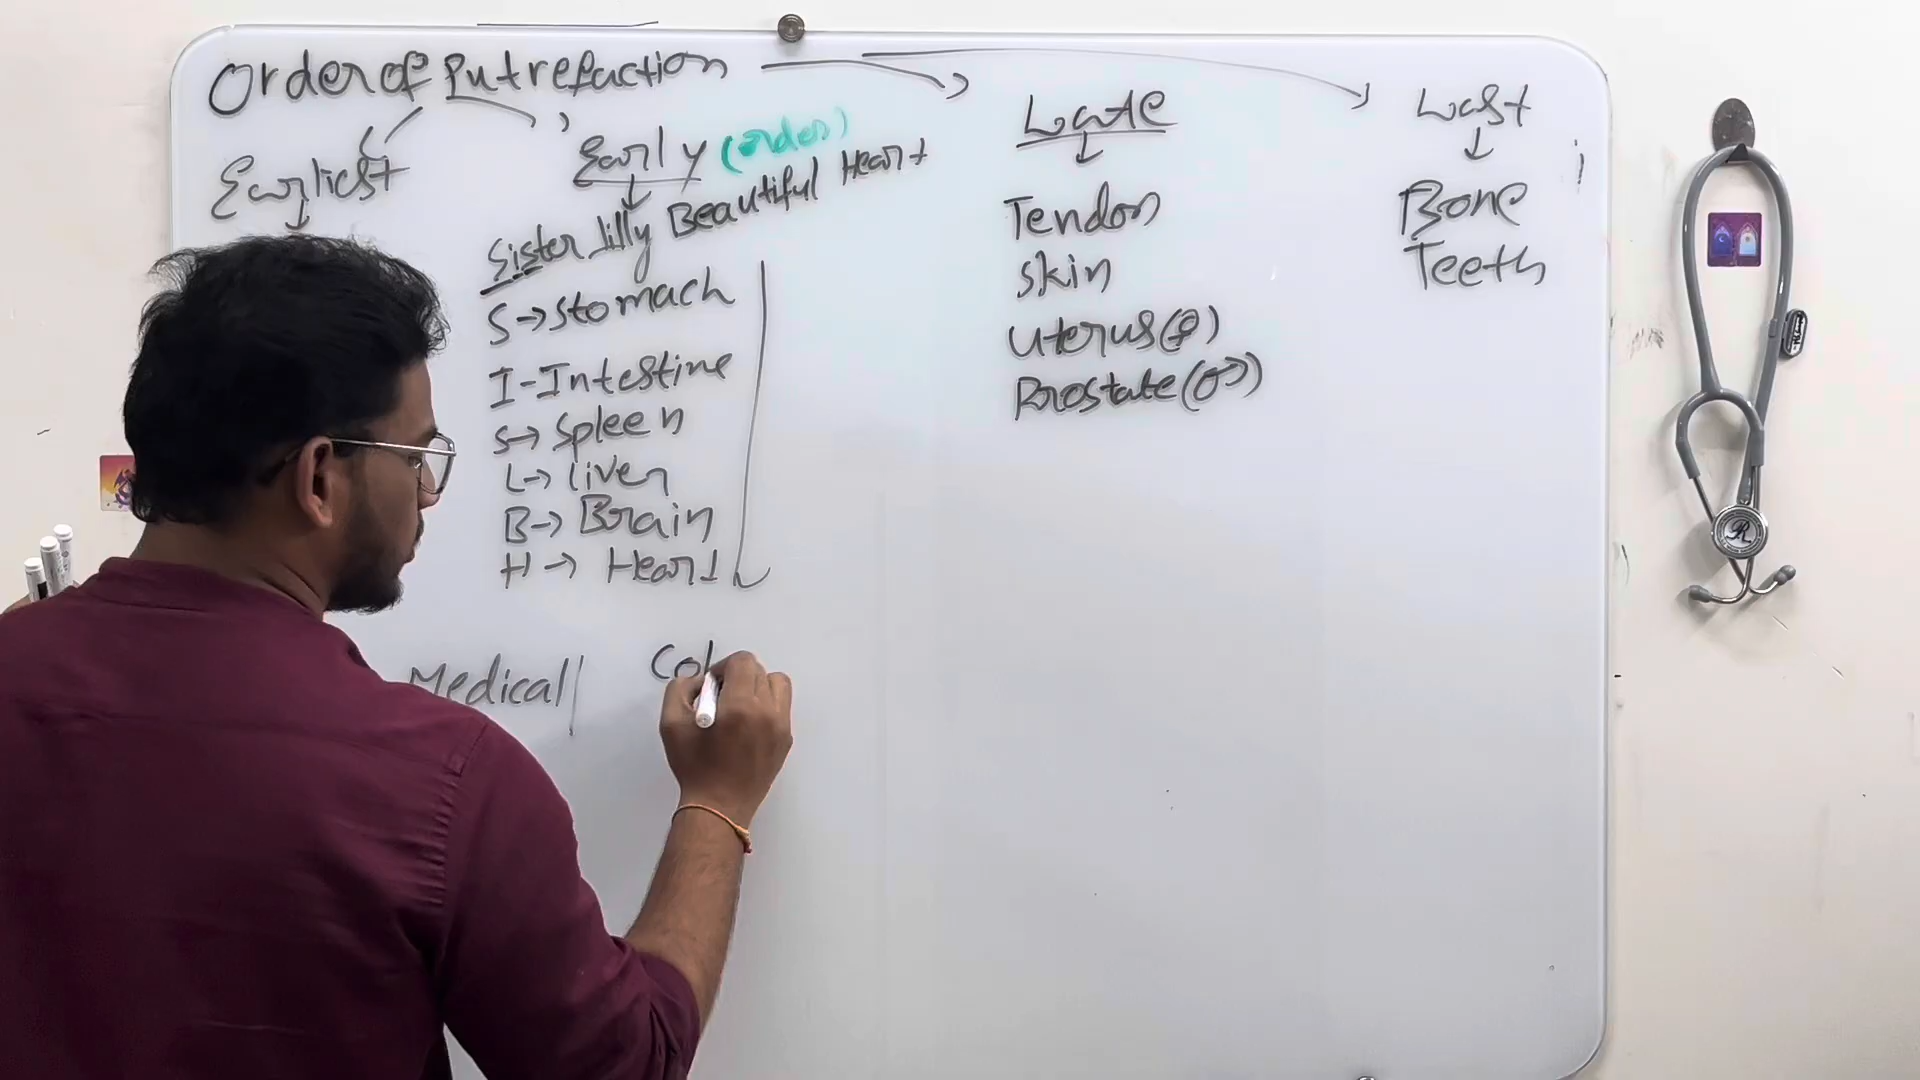 Order of Putrefaction
Earliest
Early (order)
Sister lilly Beautiful Heart
S→Stomach
I-Intestine
S→Spleen
L→liver
B→Brain
H→Heart
Late
Tendon
Skin
Uterus(♀)
Prostate(♂)
Last
Bone
Teeth
Medical